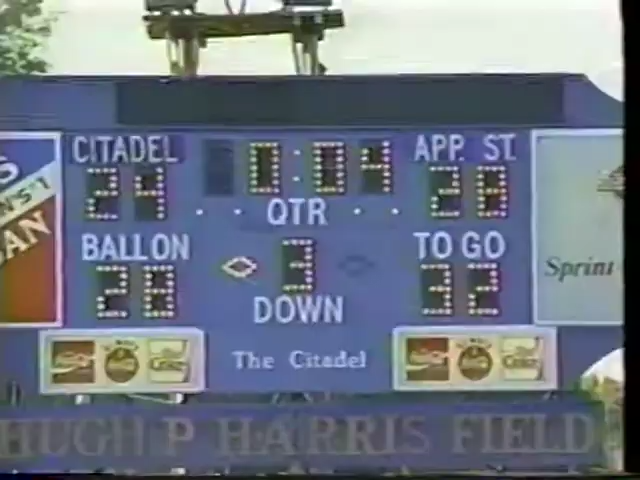 CITADEL 0:04 APP. ST.
24 QTR 28
BALL ON 3 TO GO
28 DOWN 32
Sprint
The Citadel
HUGH P HARRIS FIELD